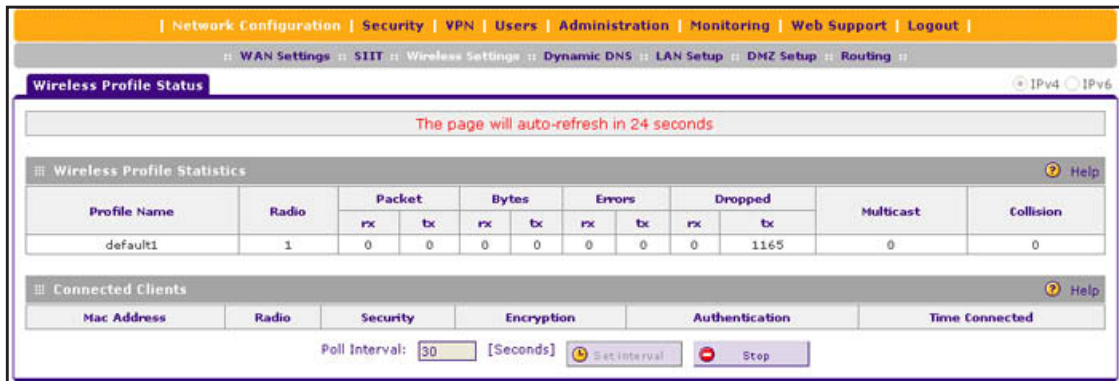 | Network Configuration | Security | VPN | Users | Administration | Monitoring | Web Support | Logout |
:: WAN Settings :: SIIT :: Wireless Settings :: Dynamic DNS :: LAN Setup :: DMZ Setup :: Routing ::
Wireless Profile Status IPv4 IPv6
The page will auto-refresh in 24 seconds
Wireless Profile Statistics ? Help
Profile Name Radio Packet Bytes Errors Dropped Multicast Collision
rx tx rx tx rx tx rx tx
default1 1 0 0 0 0 0 0 0 1165 0 0
Connected Clients ? Help
Mac Address Radio Security Encryption Authentication Time Connected
Poll Interval: 30 [Seconds] Set interval Stop